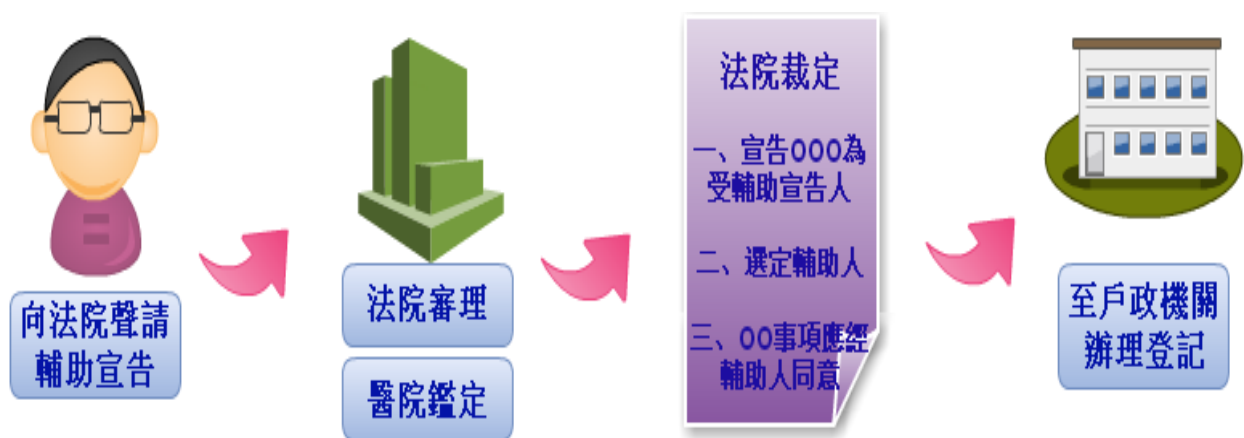 向法院聲請
輔助宣告
法院審理
醫院鑑定
法院裁定
一、宣告OOO為
受輔助宣告人
二、選定輔助人
三、OO事項應經
輔助人同意
至戶政機關
辦理登記